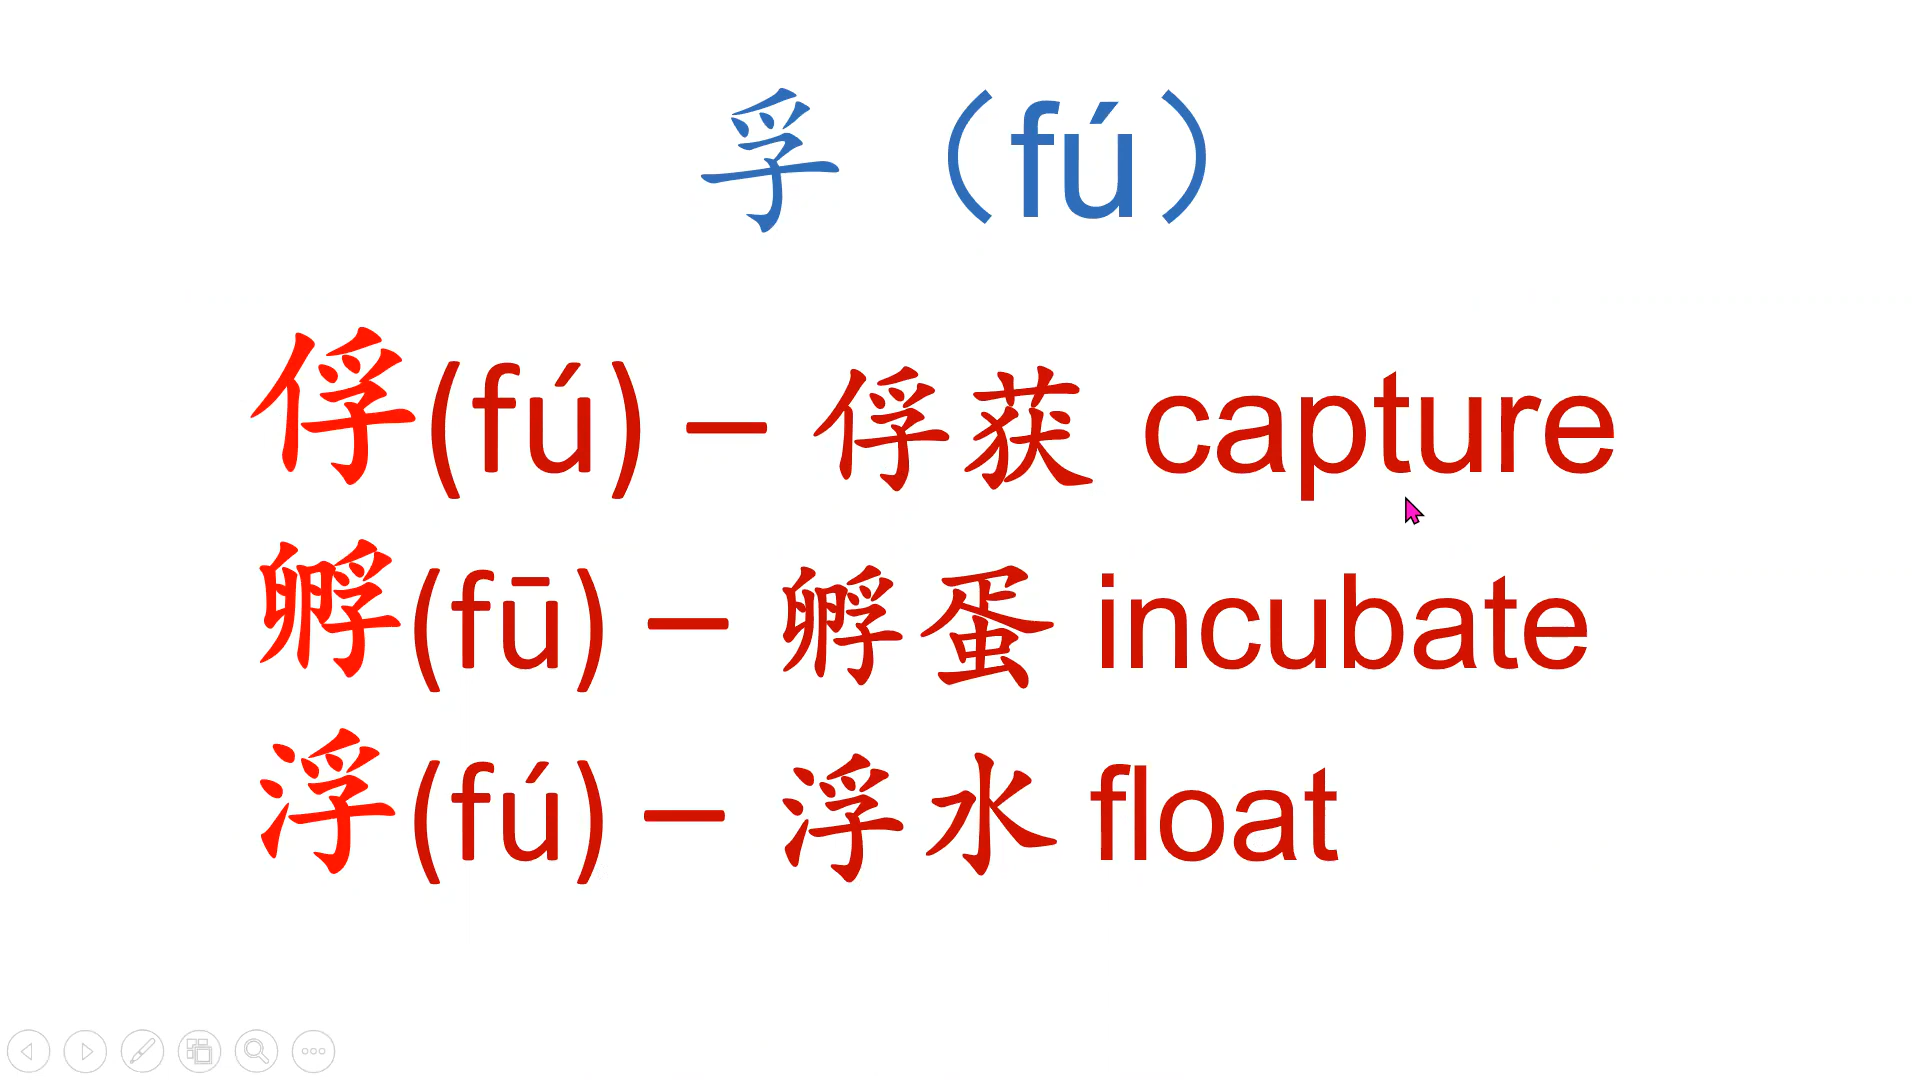 孚（fú）
俘(fú) – 俘获 capture
孵(fū) – 孵蛋 incubate
浮(fú) – 浮水 float